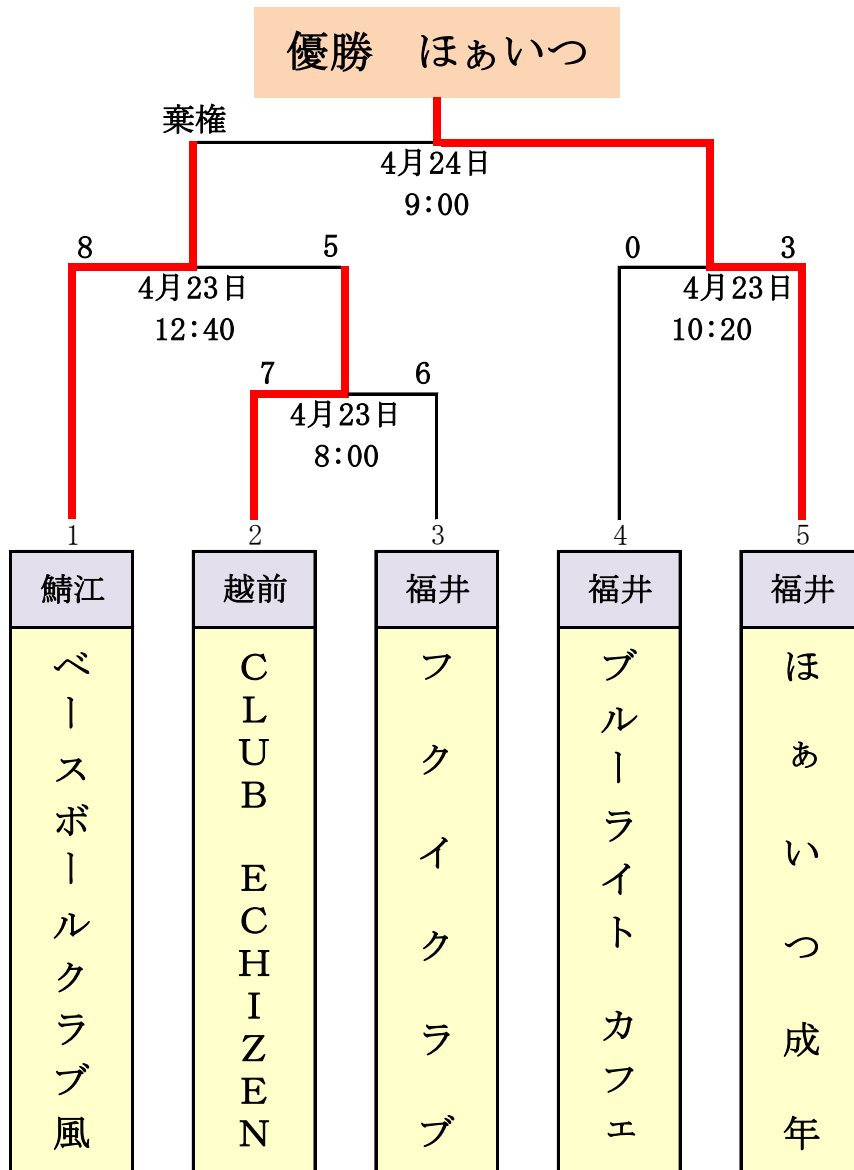 優勝　ほぁいつ
棄権
4月24日
9:00
8
5
0
3
4月23日
12:40
4月23日
10:20
7
6
4月23日
8:00
1
2
3
4
5
鯖江
越前
福井
福井
福井
ベースボールクラブ風
CLUB ECHIZEN
フクイクラブ
ブルーライト カフェ
ほぁいつ成年